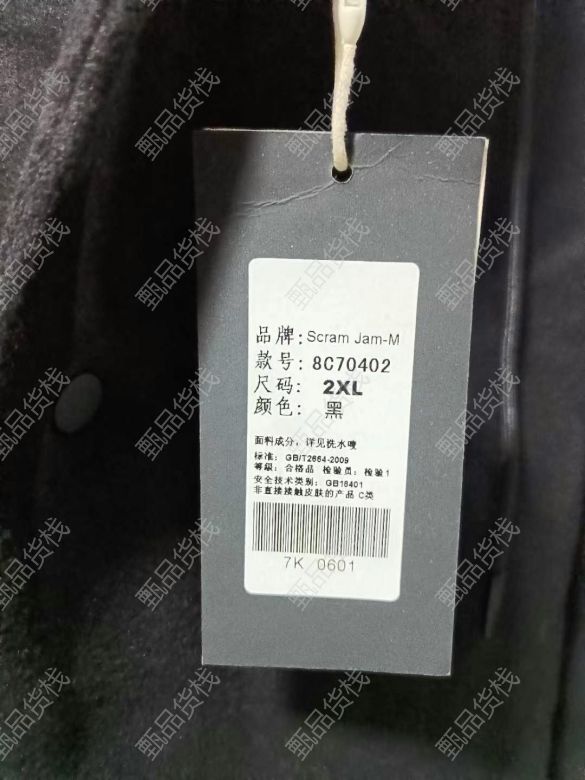 品牌:Scram Jam-M
款号: 8C70402
尺码: 2XL
颜色: 黑
面料成分：详见洗水唛
标准: GB/T2664-2009
等级: 合格品 检验员: 检验1
安全技术类别: GB18401
非直接接触皮肤的产品 C类
7K 0601
甄品货栈